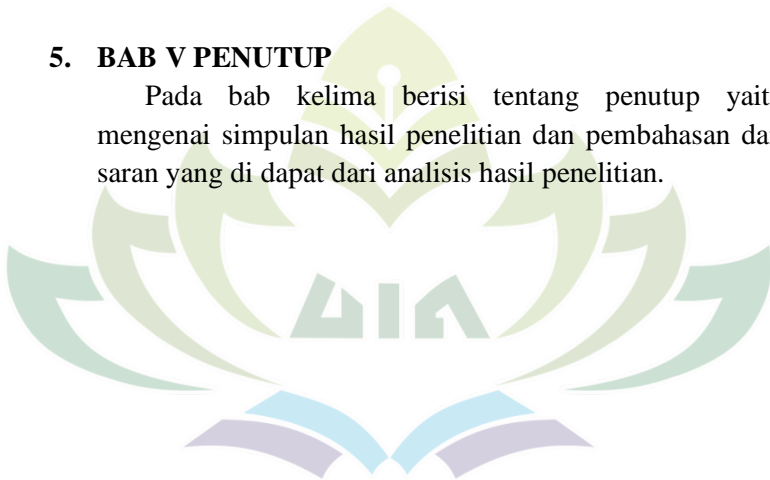 5. BAB V PENUTUP
Pada bab kelima berisi tentang penutup yait
mengenai simpulan hasil penelitian dan pembahasan da
saran yang di dapat dari analisis hasil penelitian.
UIN